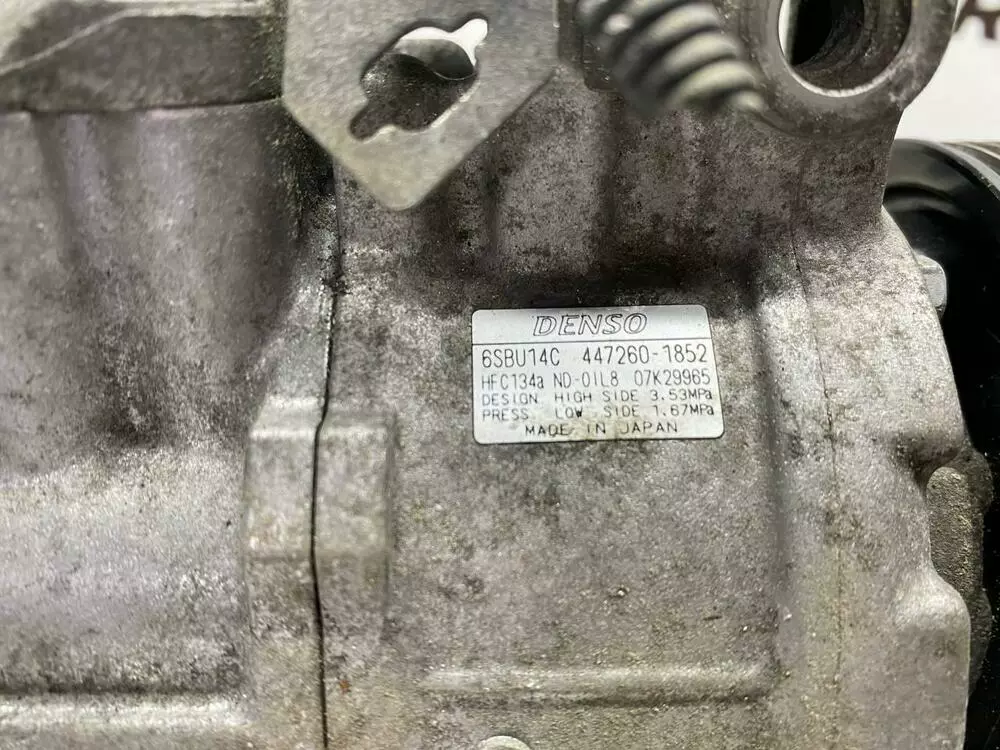 DENSO
6SBU14C 447260-1852
HFC134a ND-OIL8 07K29965
DESIGN HIGH SIDE 3.53MPa
PRESS. LOW SIDE 1.67MPa
MADE IN JAPAN